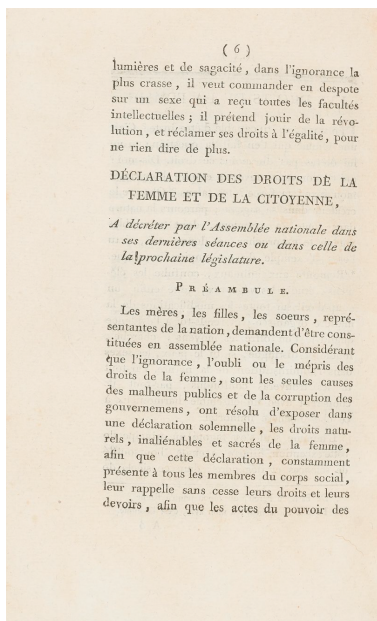 ( 6 )
lumières et de sagacité, dans l'ignorance la
plus crasse, il veut commander en despote
sur un sexe qui a reçu toutes les facultés
intellectuelles ; il prétend jouir de la révo-
lution, et réclamer ses droits à l'égalité, pour
ne rien dire de plus.
DÉCLARATION DES DROITS DE LA
FEMME ET DE LA CITOYENNE,
A décréter par l'Assemblée nationale dans
ses dernières séances ou dans celle de
la prochaine législature.
PRÉAMBULE.
Les mères, les filles, les soeurs, repré-
sentantes de la nation, demandent d'être cons-
tituées en assemblée nationale. Considérant
que l'ignorance, l'oubli ou le mépris des
droits de la femme, sont les seules causes
des malheurs publics et de la corruption des
gouvernemens, ont résolu d'exposer dans
une déclaration solemnelle, les droits natu-
rels, inaliénables et sacrés de la femme,
afin que cette déclaration, constamment
présente à tous les membres du corps social,
leur rappelle sans cesse leurs droits et leurs
devoirs, afin que les actes du pouvoir des